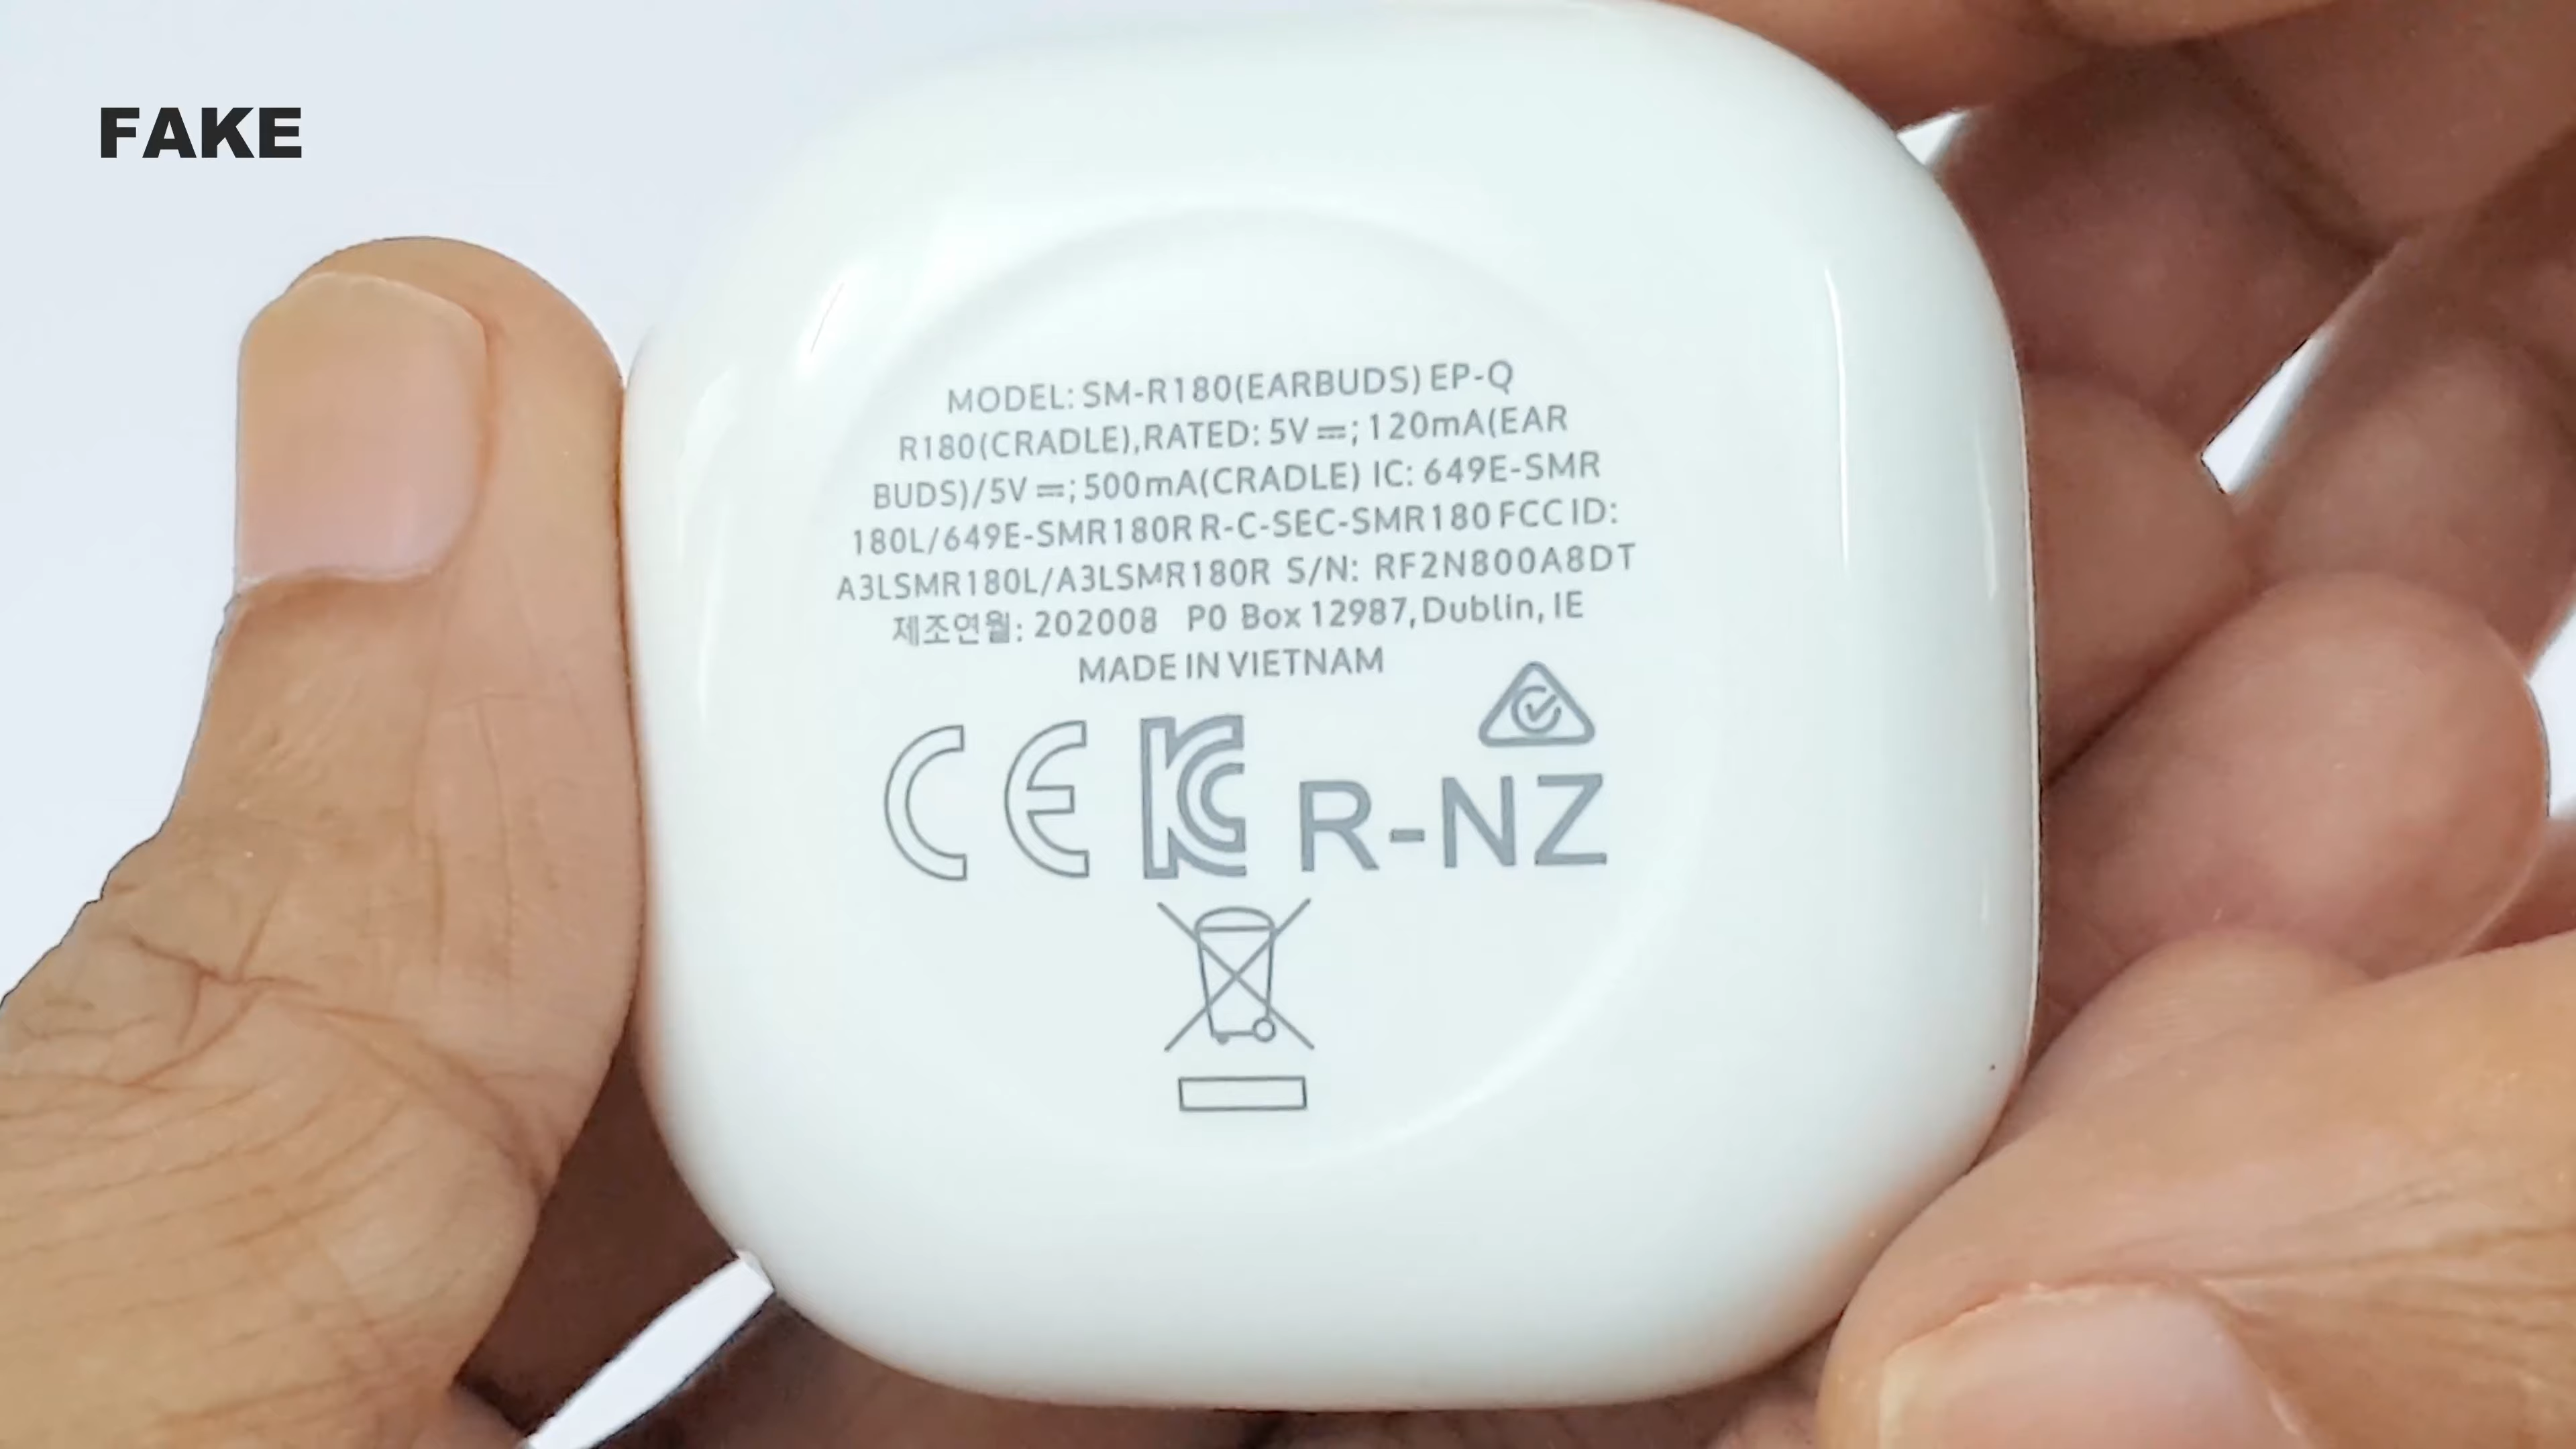 FAKE
MODEL: SM-R180(EARBUDS) EP-Q
R180(CRADLE),RATED: 5V⎓; 120mA(EAR
BUDS)/5V⎓; 500mA(CRADLE) IC: 649E-SMR
180L/649E-SMR180R R-C-SEC-SMR180 FCC ID:
A3LSMR180L/A3LSMR180R S/N: RF2N800A8DT
제조연월: 202008 PO Box 12987, Dublin, IE
MADE IN VIETNAM
CE KC R-NZ